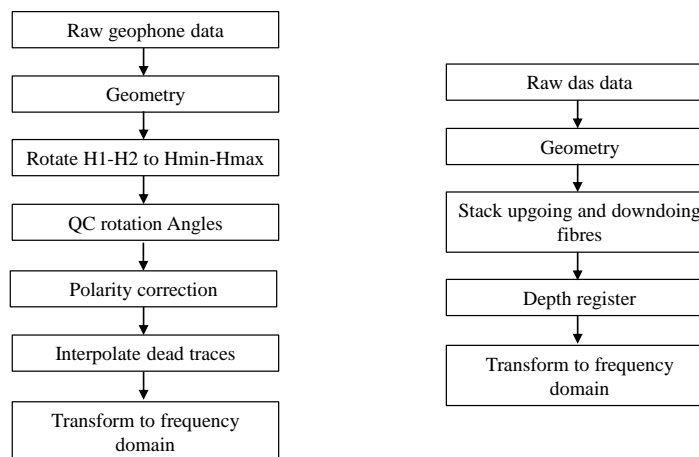 Raw geophone data
Geometry
Rotate H1-H2 to Hmin-Hmax
QC rotation Angles
Polarity correction
Interpolate dead traces
Transform to frequency
domain
Raw das data
Geometry
Stack upgoing and downdoing
fibres
Depth register
Transform to frequency
domain